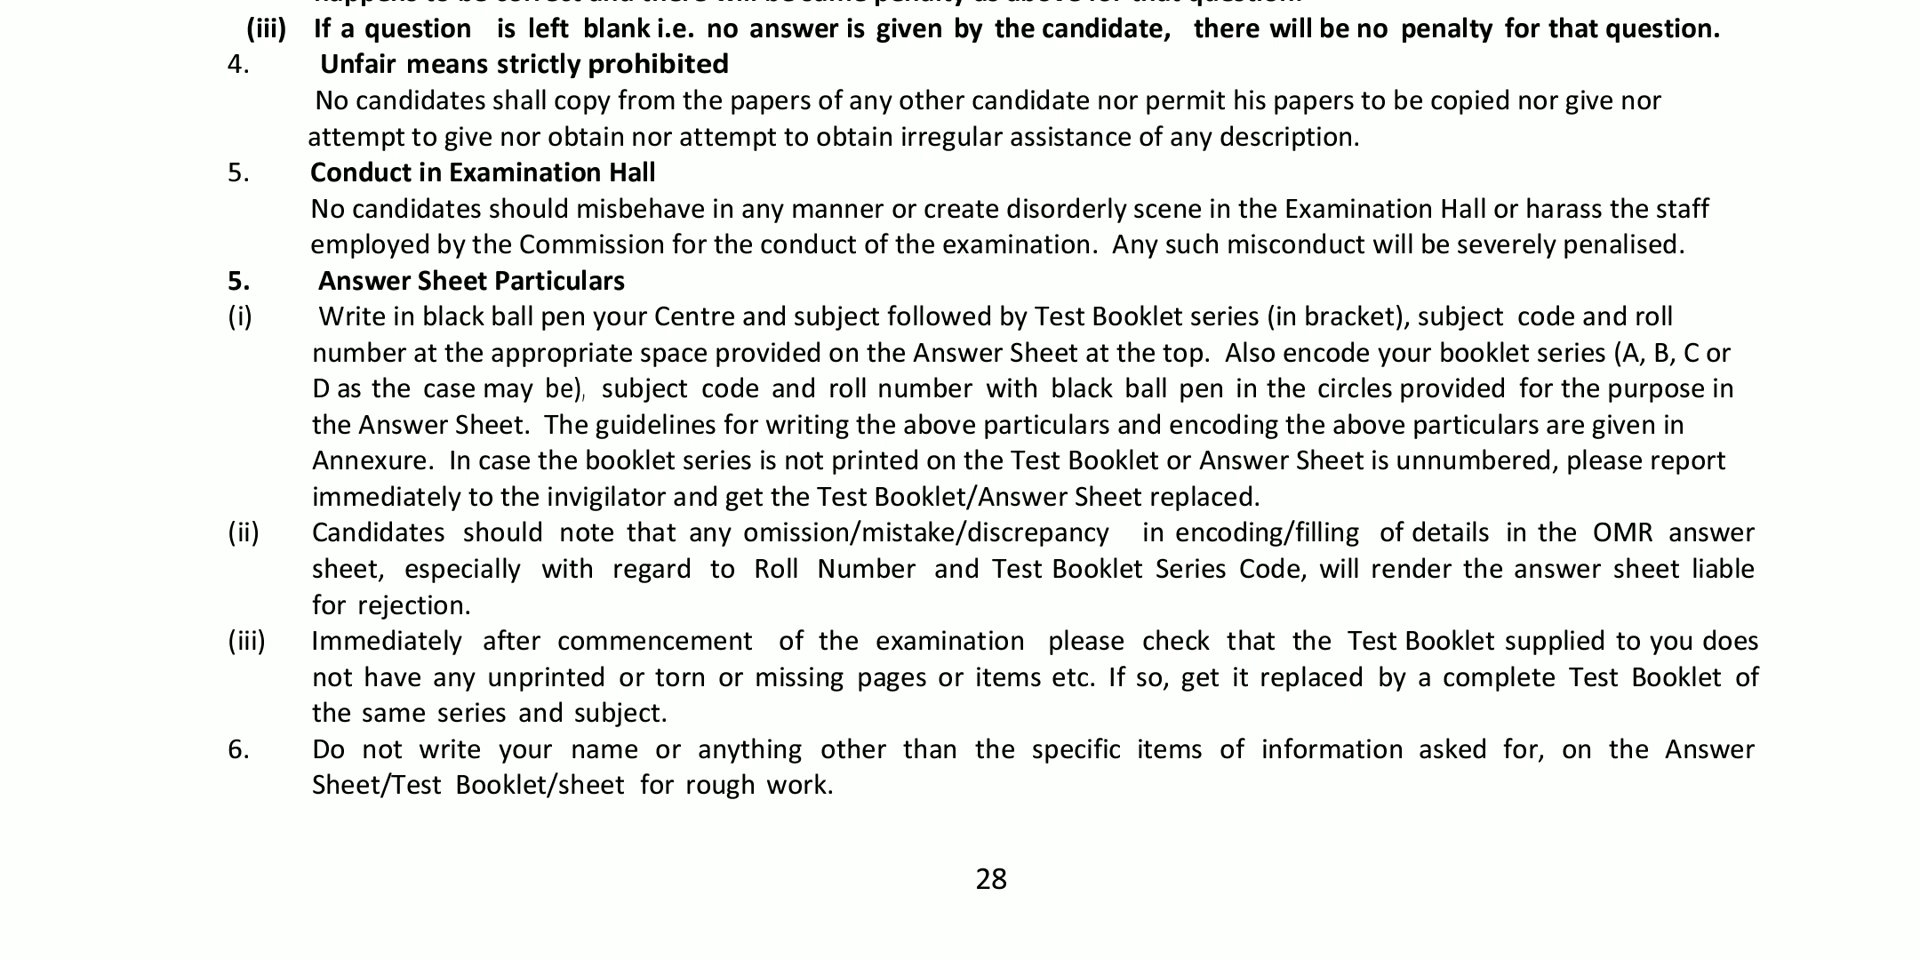 happens to be correct and there will be same penalty as above for that question.
(iii) If a question is left blank i.e. no answer is given by the candidate, there will be no penalty for that question.
4. Unfair means strictly prohibited
No candidates shall copy from the papers of any other candidate nor permit his papers to be copied nor give nor
attempt to give nor obtain nor attempt to obtain irregular assistance of any description.
5. Conduct in Examination Hall
No candidates should misbehave in any manner or create disorderly scene in the Examination Hall or harass the staff
employed by the Commission for the conduct of the examination. Any such misconduct will be severely penalised.
5. Answer Sheet Particulars
(i) Write in black ball pen your Centre and subject followed by Test Booklet series (in bracket), subject code and roll
number at the appropriate space provided on the Answer Sheet at the top. Also encode your booklet series (A, B, C or
D as the case may be), subject code and roll number with black ball pen in the circles provided for the purpose in
the Answer Sheet. The guidelines for writing the above particulars and encoding the above particulars are given in
Annexure. In case the booklet series is not printed on the Test Booklet or Answer Sheet is unnumbered, please report
immediately to the invigilator and get the Test Booklet/Answer Sheet replaced.
(ii) Candidates should note that any omission/mistake/discrepancy in encoding/filling of details in the OMR answer
sheet, especially with regard to Roll Number and Test Booklet Series Code, will render the answer sheet liable
for rejection.
(iii) Immediately after commencement of the examination please check that the Test Booklet supplied to you does
not have any unprinted or torn or missing pages or items etc. If so, get it replaced by a complete Test Booklet of
the same series and subject.
6. Do not write your name or anything other than the specific items of information asked for, on the Answer
Sheet/Test Booklet/sheet for rough work.
28